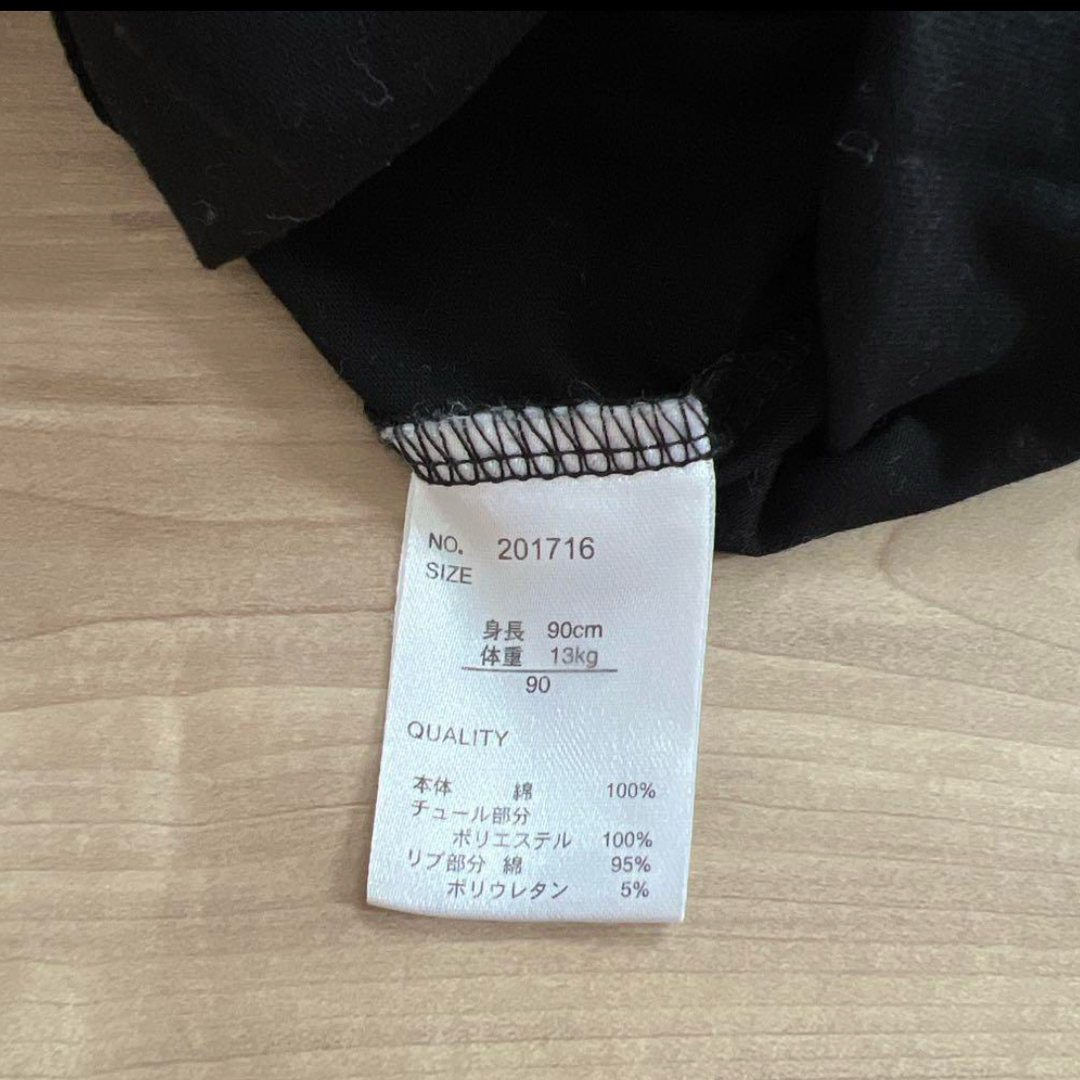 NO. 201716
SIZE
身長 90cm
体重 13kg
90
QUALITY
本体 綿 100%
チュール部分
ポリエステル 100%
リブ部分 綿 95%
ポリウレタン 5%